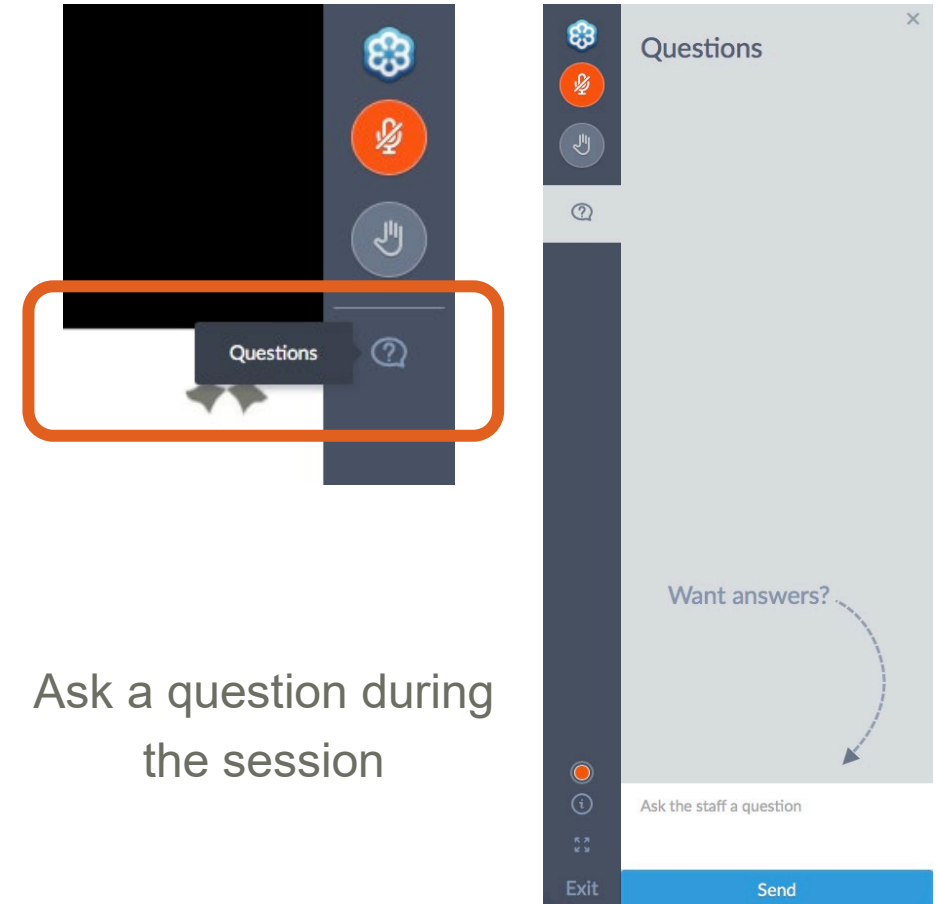 Questions
Ask a question during
the session
Questions
Want answers?
Ask the staff a question
Exit
Send